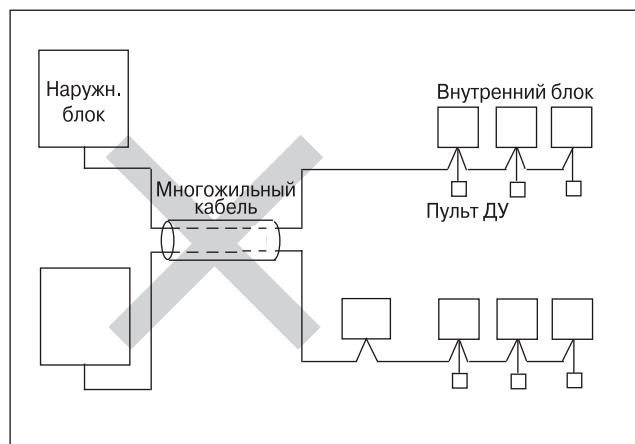 Наружн.
блок
Внутренний блок
Многожильный
кабель
Пульт ДУ